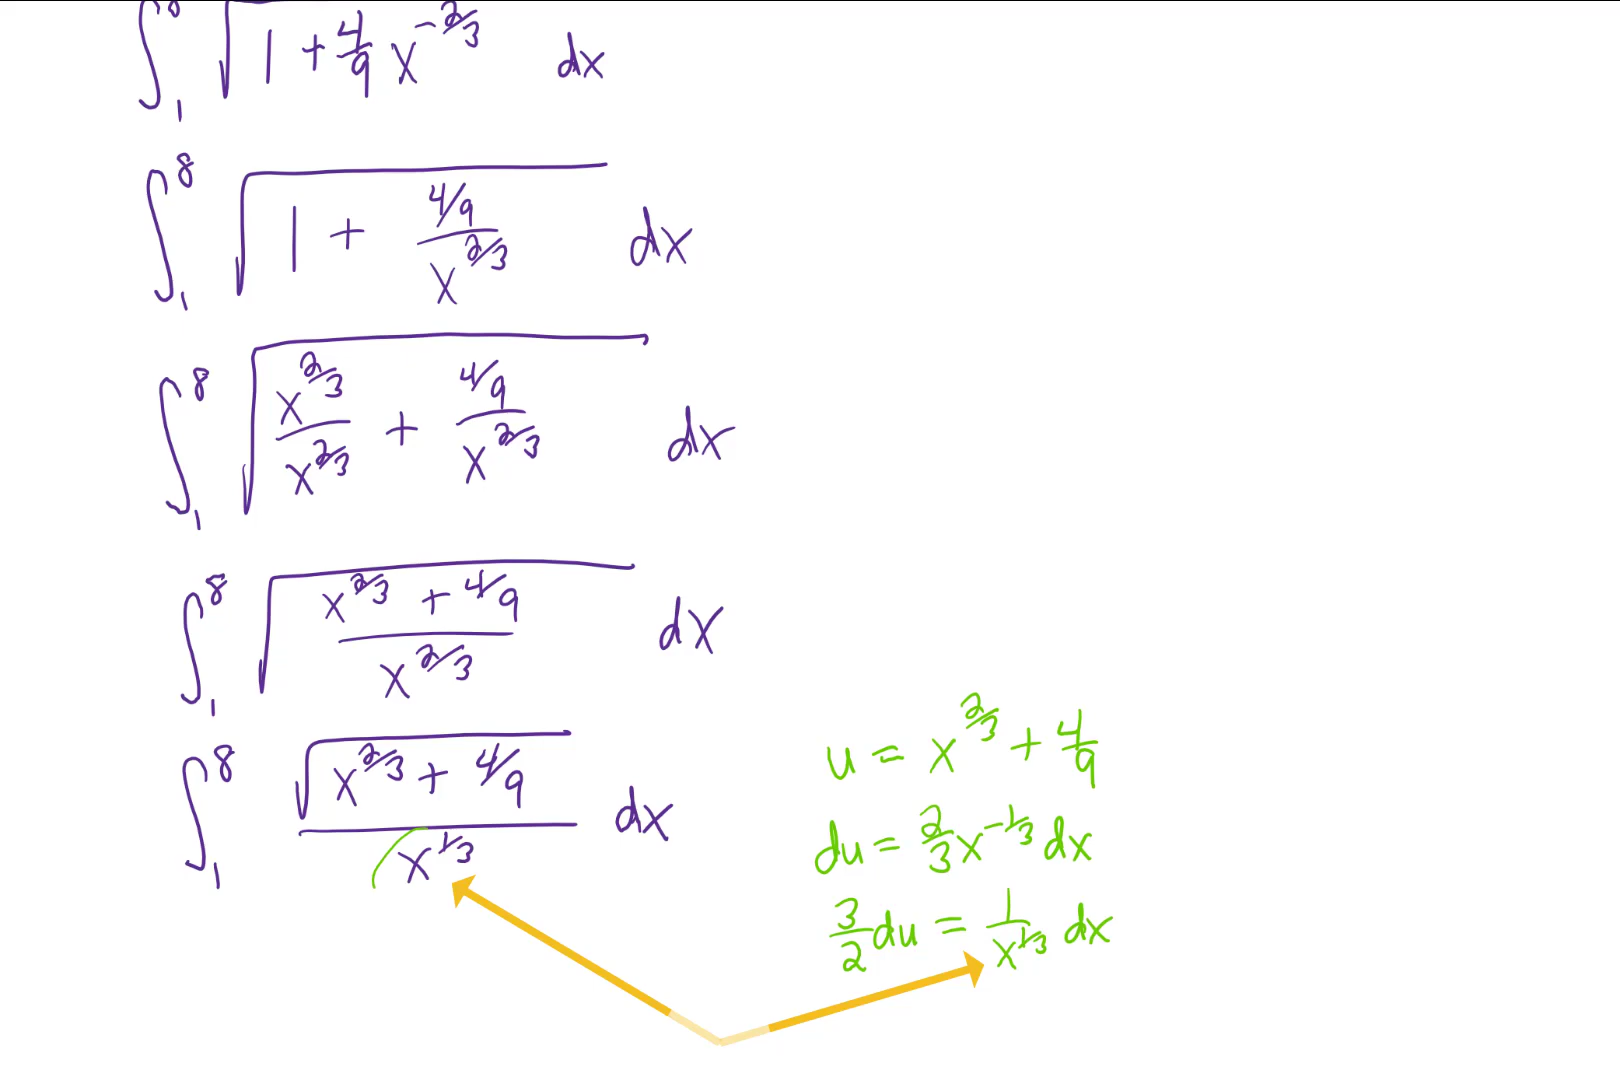 ∫₁⁸ √(1 + 4/9 x^(-2/3)) dx
∫₁⁸ √(1 + (4/9)/(x^(2/3))) dx
∫₁⁸ √(x^(2/3)/x^(2/3) + (4/9)/(x^(2/3))) dx
∫₁⁸ √((x^(2/3) + 4/9)/(x^(2/3))) dx
∫₁⁸ √(x^(2/3) + 4/9)/(x^(1/3)) dx
u = x^(2/3) + 4/9
du = 2/3 x^(-1/3) dx
3/2 du = 1/(x^(1/3)) dx